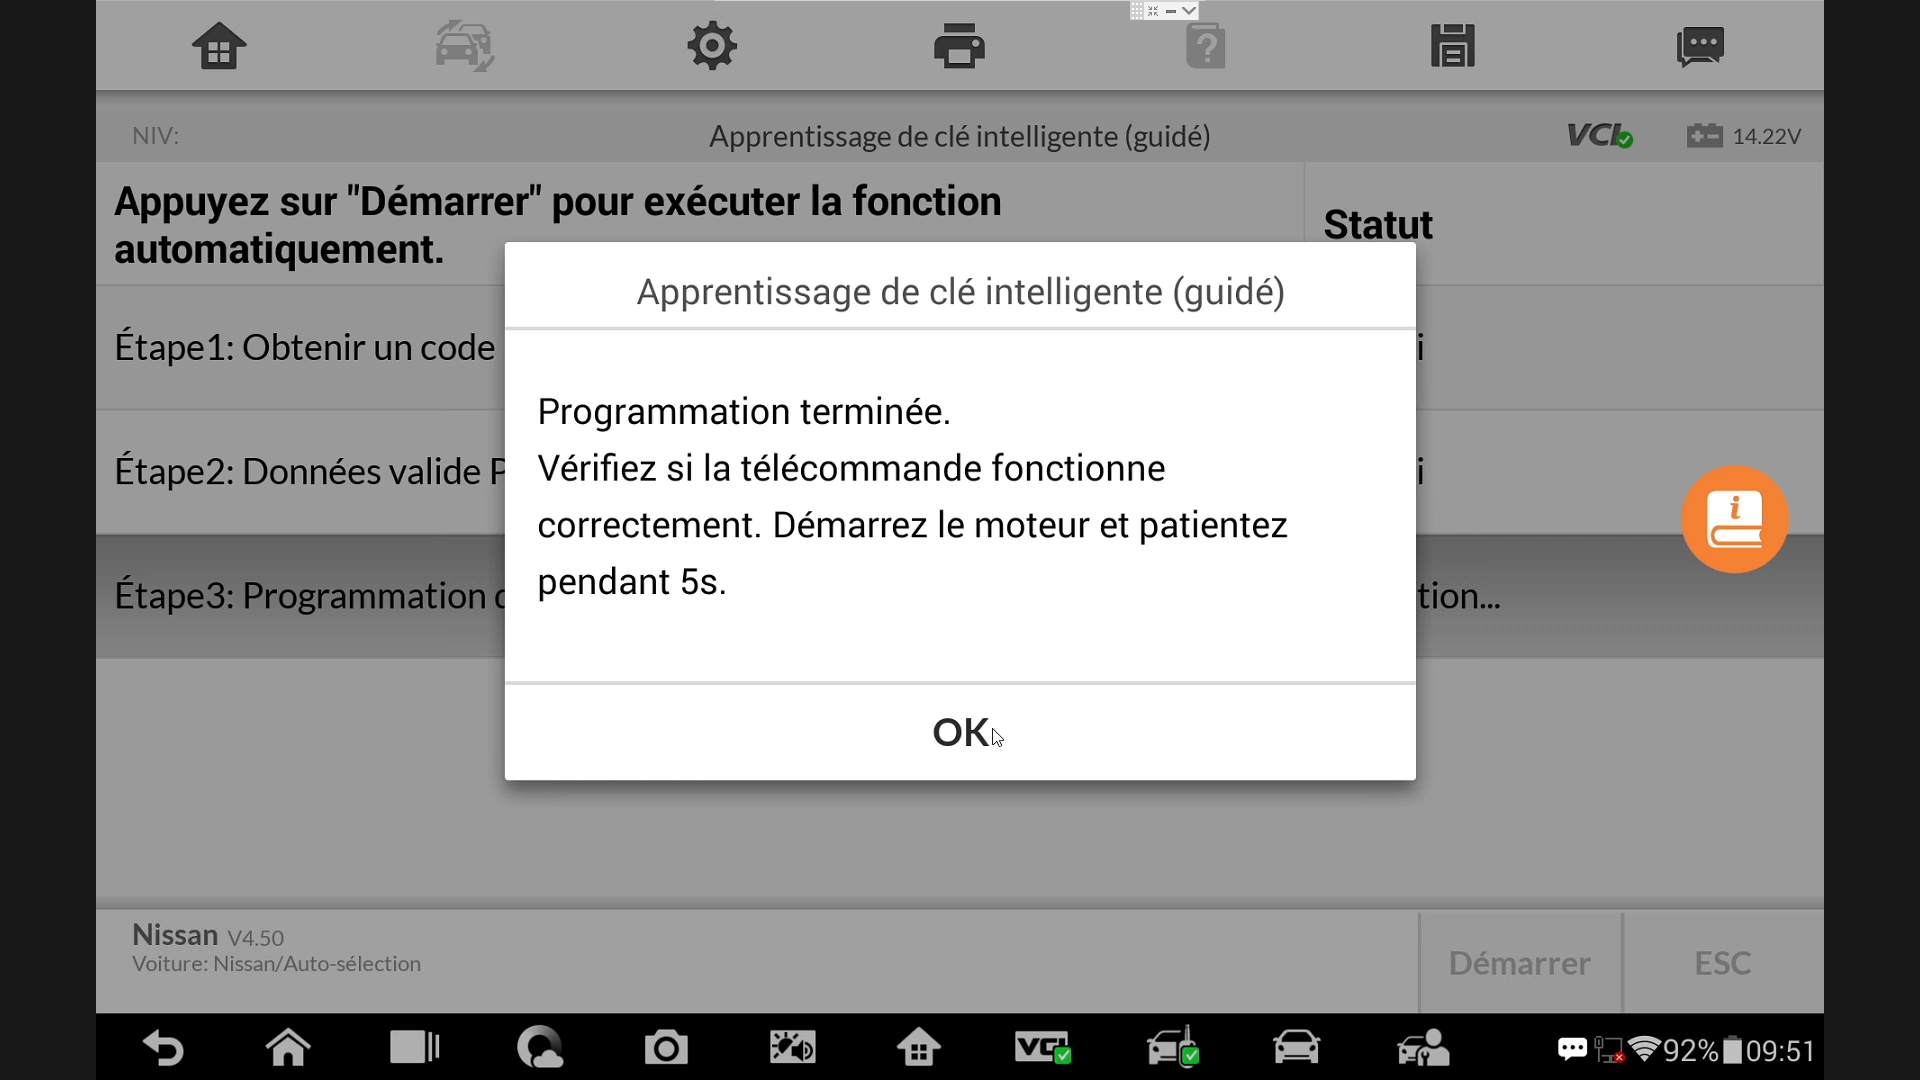 NIV:
Apprentissage de clé intelligente (guidé)
VCI
14.22V
Appuyez sur "Démarrer" pour exécuter la fonction
automatiquement.
Statut
Apprentissage de clé intelligente (guidé)
Étape1: Obtenir un code
Programmation terminée.
Vérifiez si la télécommande fonctionne
correctement. Démarrez le moteur et patientez
pendant 5s.
Étape2: Données valide P
Étape3: Programmation
tion...
OK
Nissan V4.50
Voiture: Nissan/Auto-sélection
Démarrer
ESC
VCI
92%
09:51